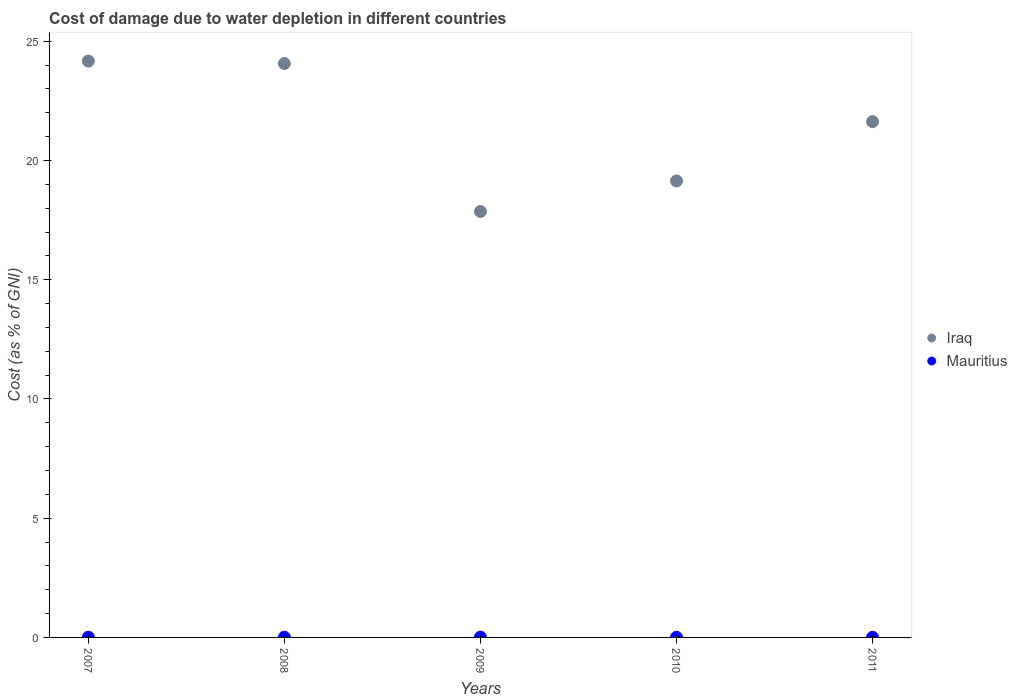 Cost of damage due to water depletion in different countries
25
20
15
10
5
0
Cost (as % of GNI)
2007
2008
2009
2010
2011
Years
Iraq
Mauritius